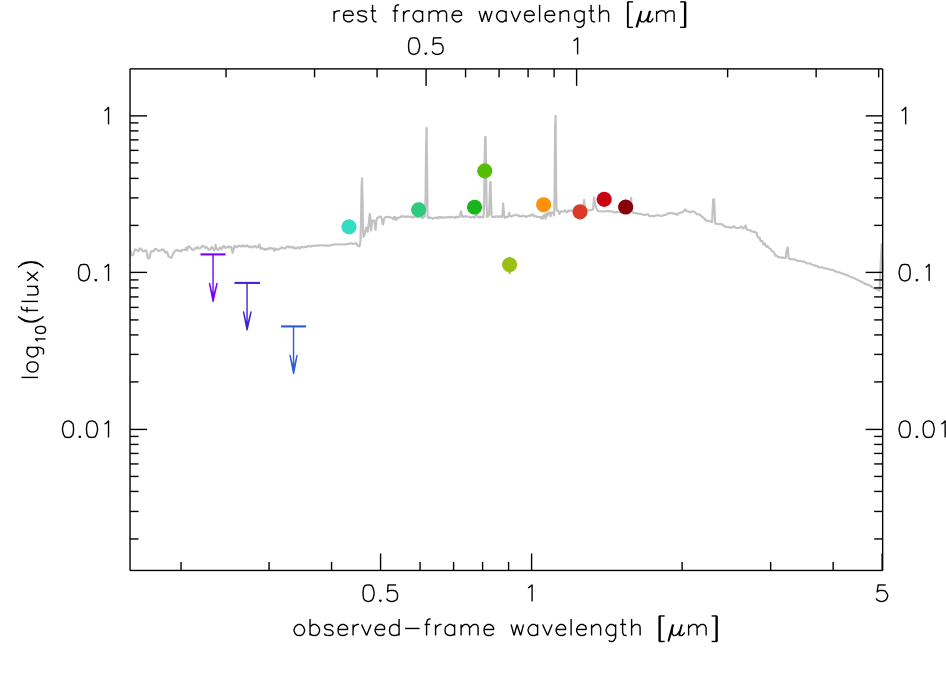 rest frame wavelength [μm]
0.5 1
1 1
0.1 0.1
0.01 0.01
log10(flux)
0.5 1 5
observed-frame wavelength [μm]